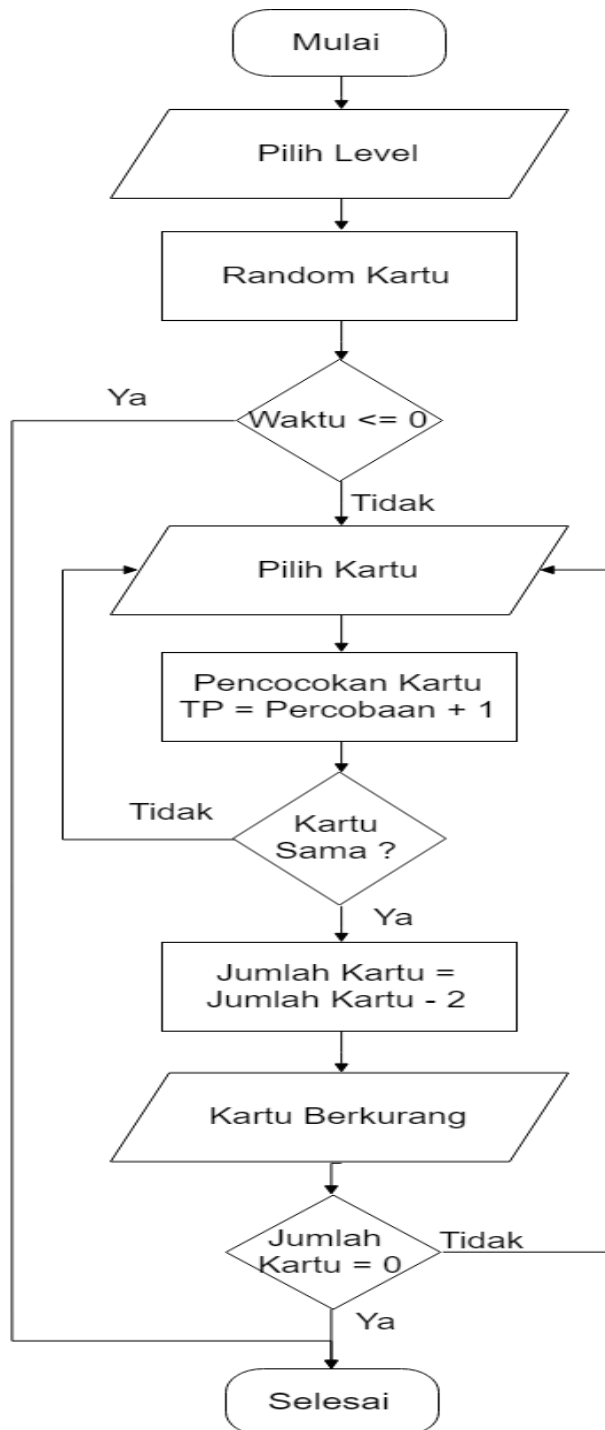 Mulai
Pilih Level
Random Kartu
Ya
Waktu <= 0
Tidak
Pilih Kartu
Pencocokan Kartu
TP = Percobaan + 1
Tidak
Kartu
Sama ?
Ya
Jumlah Kartu =
Jumlah Kartu - 2
Kartu Berkurang
Jumlah
Kartu = 0
Tidak
Ya
Selesai